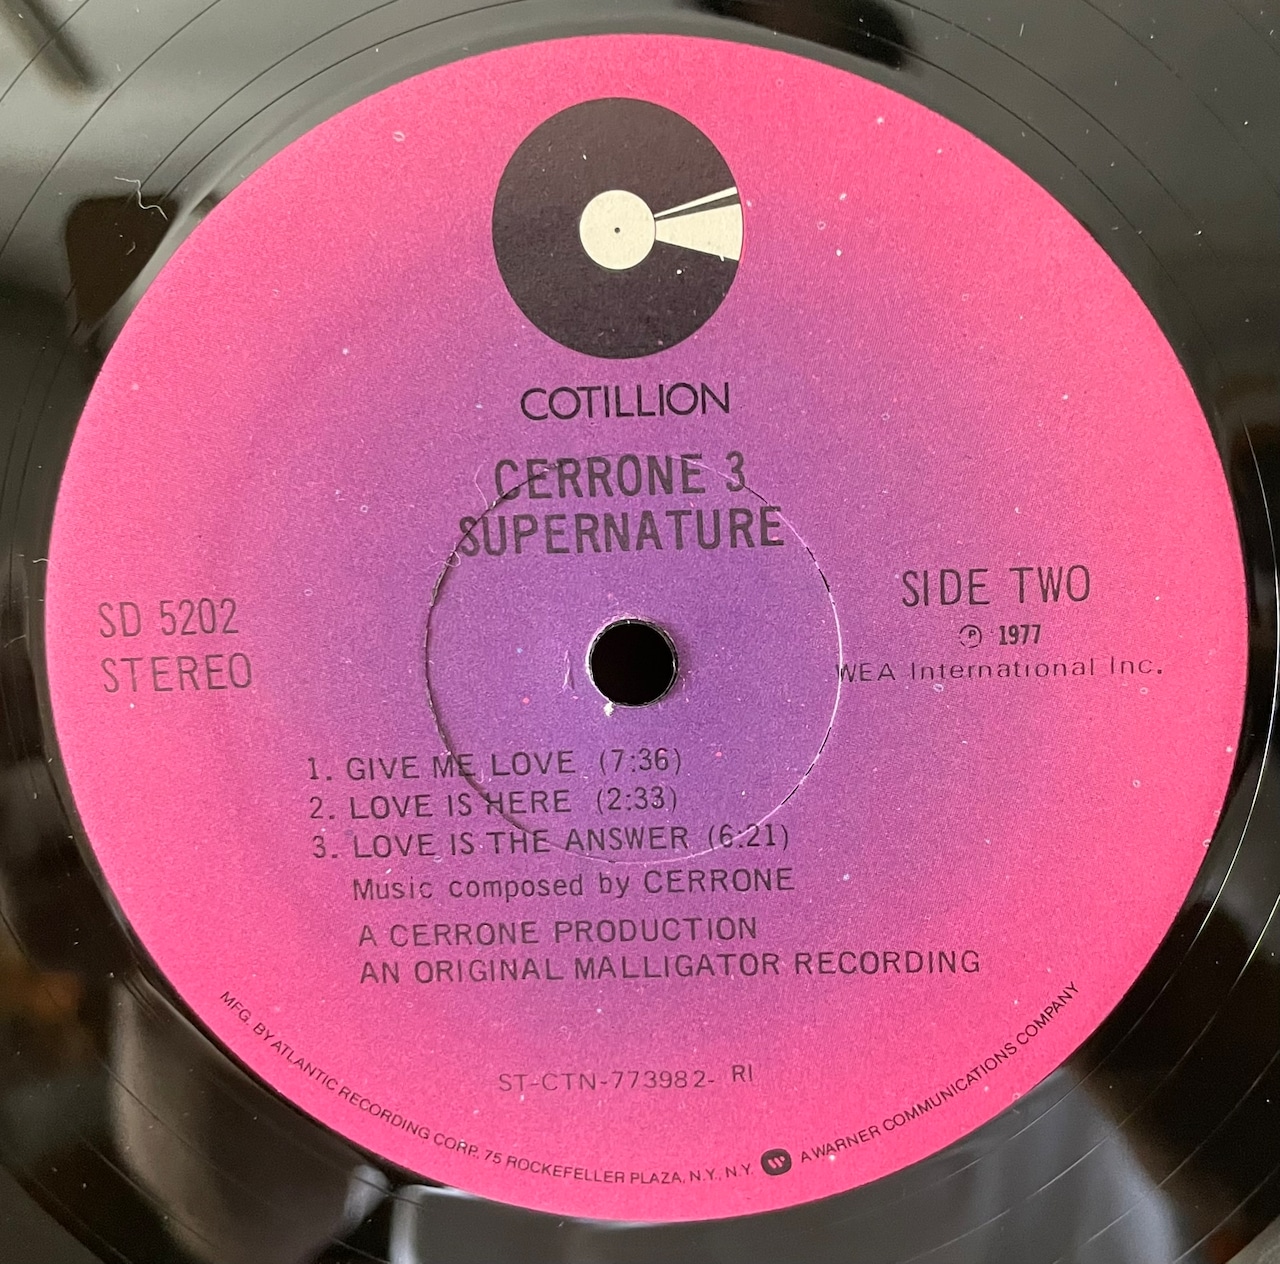 COTILLION
CERRONE 3
SUPERNATURE
SD 5202
STEREO
SIDE TWO
℗ 1977
WEA International Inc.
1. GIVE ME LOVE (7:36)
2. LOVE IS HERE (2:33)
3. LOVE IS THE ANSWER (6:21)
Music composed by CERRONE
A CERRONE PRODUCTION
AN ORIGINAL MALLIGATOR RECORDING
ST-CTN-773982- RI
MFG. BY ATLANTIC RECORDING CORP. 75 ROCKEFELLER PLAZA, N.Y., N.Y. W A WARNER COMMUNICATIONS COMPANY